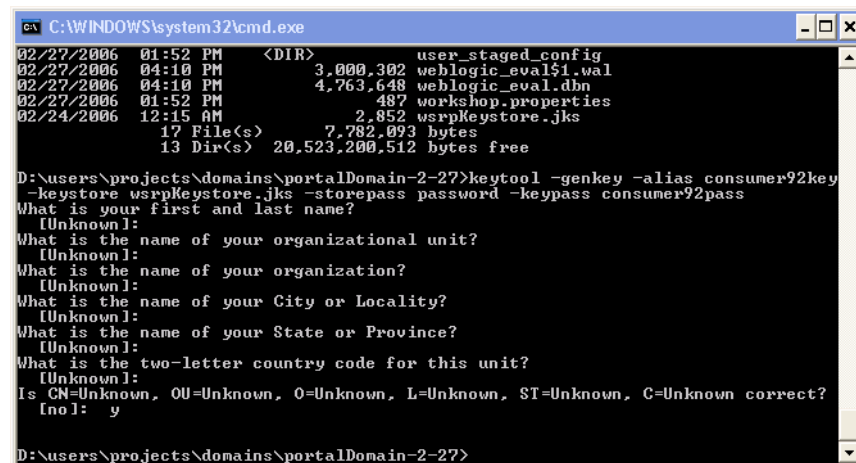 C:\WINDOWS\system32\cmd.exe
02/27/2006 01:52 PM <DIR> user_staged_config
02/27/2006 04:10 PM 3,000,302 weblogic_eval$1.wal
02/27/2006 04:10 PM 4,763,648 weblogic_eval.dbn
02/27/2006 01:52 PM 487 workshop.properties
02/24/2006 12:15 AM 2,852 wsrpKeystore.jks
17 File(s) 7,782,093 bytes
13 Dir(s) 20,523,200,512 bytes free
D:\users\projects\domains\portalDomain-2-27>keytool -genkey -alias consumer92key
-keystore wsrpKeystore.jks -storepass password -keypass consumer92pass
What is your first and last name?
[Unknown]:
What is the name of your organizational unit?
[Unknown]:
What is the name of your organization?
[Unknown]:
What is the name of your City or Locality?
[Unknown]:
What is the name of your State or Province?
[Unknown]:
What is the two-letter country code for this unit?
[Unknown]:
Is CN=Unknown, OU=Unknown, O=Unknown, L=Unknown, ST=Unknown, C=Unknown correct?
[no]: y
D:\users\projects\domains\portalDomain-2-27>